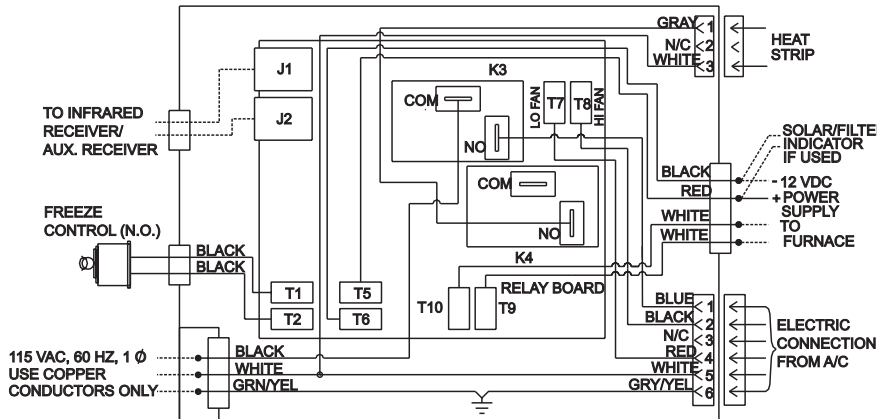 GRAY
1
N/C
2
WHITE
3
HEAT
STRIP
J1
J2
K3
COM
NO
LO FAN
T7
T8
HI FAN
TO INFRARED
RECEIVER/
AUX. RECEIVER
COM
NO
K4
SOLAR/FILTE
INDICATOR
IF USED
BLACK
- 12 VDC
RED
+ POWER
SUPPLY
WHITE
TO
WHITE
FURNACE
FREEZE
CONTROL (N.O.)
BLACK
BLACK
T1
T5
T2
T6
T10
T9
RELAY BOARD
BLUE
1
BLACK
2
N/C
3
RED
4
WHITE
5
GRY/YEL
6
ELECTRIC
CONNECTION
FROM A/C
115 VAC, 60 HZ, 1 Ø
USE COPPER
CONDUCTORS ONLY
BLACK
WHITE
GRN/YEL